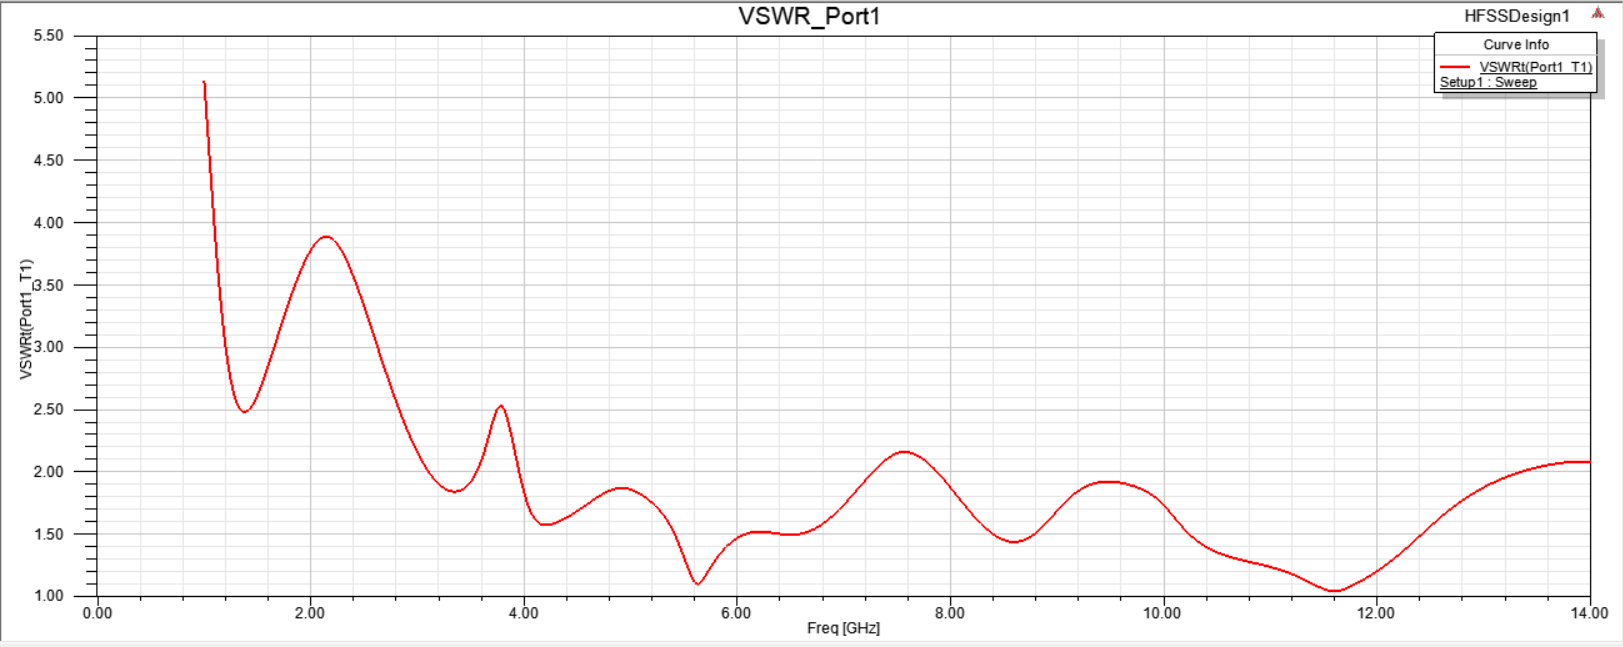 VSWR_Port1
HFSSDesign1
Curve Info
VSWRt(Port1_T1)
Setup1 : Sweep
5.50
5.00
4.50
4.00
3.50
3.00
2.50
2.00
1.50
1.00
VSWRt(Port1_T1)
0.00 2.00 4.00 6.00 8.00 10.00 12.00 14.00
Freq [GHz]